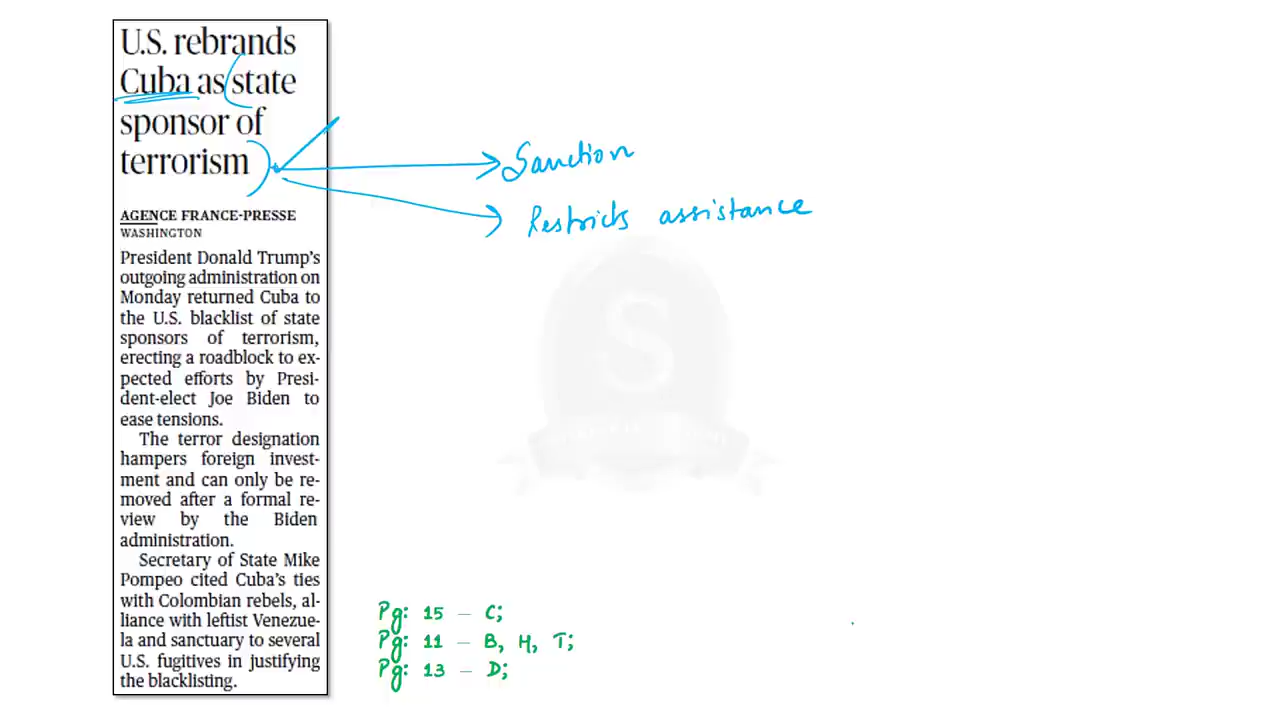 U.S. rebrands
Cuba as state
sponsor of
terrorism
AGENCE FRANCE-PRESSE
WASHINGTON
President Donald Trump's
outgoing administration on
Monday returned Cuba to
the U.S. blacklist of state
sponsors of terrorism,
erecting a roadblock to ex-
pected efforts by Presi-
dent-elect Joe Biden to
ease tensions.
The terror designation
hampers foreign invest-
ment and can only be re-
moved after a formal re-
view by the Biden
administration.
Secretary of State Mike
Pompeo cited Cuba's ties
with Colombian rebels, al-
liance with leftist Venezue-
la and sanctuary to several
U.S. fugitives in justifying
the blacklisting.
Sanction
Restricts assistance
S
Pg: 15 – C;
Pg: 11 – B, H, T;
Pg: 13 – D;